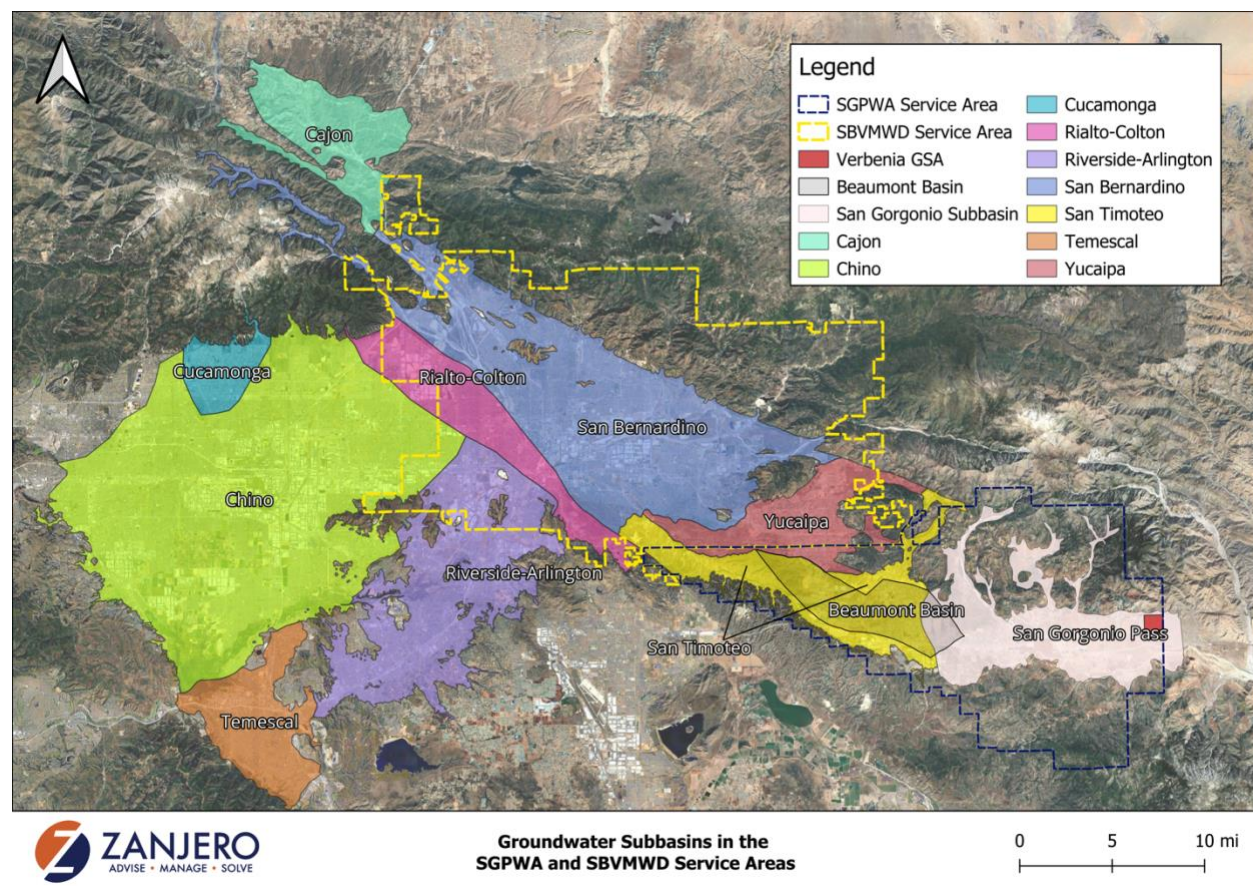 Legend
SGPWA Service Area
SBVMWD Service Area
Verbenia GSA
Beaumont Basin
San Gorgonio Subbasin
Cajon
Chino
Cucamonga
Rialto-Colton
Riverside-Arlington
San Bernardino
San Timoteo
Temescal
Yucaipa
Cajon
Cucamonga
Rialto-Colton
San Bernardino
Chino
Yucaipa
Riverside-Arlington
Beaumont Basin
San Gorgonio Pass
San Timoteo
Temescal
ZANJERO
ADVISE • MANAGE • SOLVE
Groundwater Subbasins in the
SGPWA and SBVMWD Service Areas
0 5 10 mi